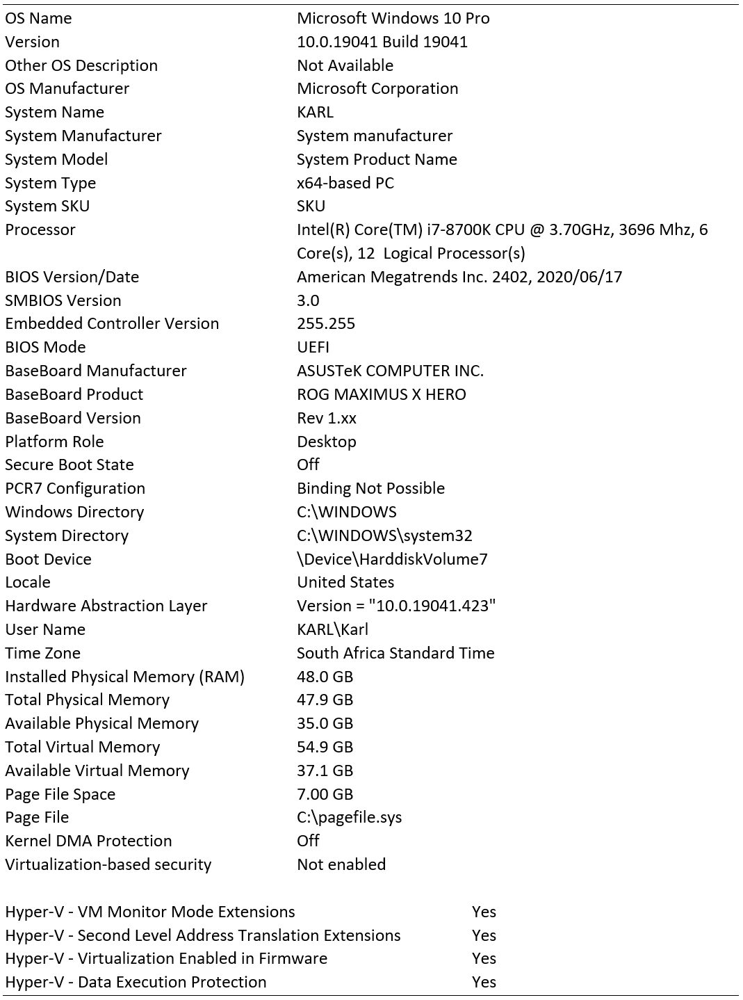 OS Name Microsoft Windows 10 Pro
Version 10.0.19041 Build 19041
Other OS Description Not Available
OS Manufacturer Microsoft Corporation
System Name KARL
System Manufacturer System manufacturer
System Model System Product Name
System Type x64-based PC
System SKU SKU
Processor Intel(R) Core(TM) i7-8700K CPU @ 3.70GHz, 3696 Mhz, 6
Core(s), 12  Logical Processor(s)
BIOS Version/Date American Megatrends Inc. 2402, 2020/06/17
SMBIOS Version 3.0
Embedded Controller Version 255.255
BIOS Mode UEFI
BaseBoard Manufacturer ASUSTeK COMPUTER INC.
BaseBoard Product ROG MAXIMUS X HERO
BaseBoard Version Rev 1.xx
Platform Role Desktop
Secure Boot State Off
PCR7 Configuration Binding Not Possible
Windows Directory C:\WINDOWS
System Directory C:\WINDOWS\system32
Boot Device \Device\HarddiskVolume7
Locale United States
Hardware Abstraction Layer Version = "10.0.19041.423"
User Name KARL\Karl
Time Zone South Africa Standard Time
Installed Physical Memory (RAM) 48.0 GB
Total Physical Memory 47.9 GB
Available Physical Memory 35.0 GB
Total Virtual Memory 54.9 GB
Available Virtual Memory 37.1 GB
Page File Space 7.00 GB
Page File C:\pagefile.sys
Kernel DMA Protection Off
Virtualization-based security Not enabled
Hyper-V - VM Monitor Mode Extensions Yes
Hyper-V - Second Level Address Translation Extensions Yes
Hyper-V - Virtualization Enabled in Firmware Yes
Hyper-V - Data Execution Protection Yes